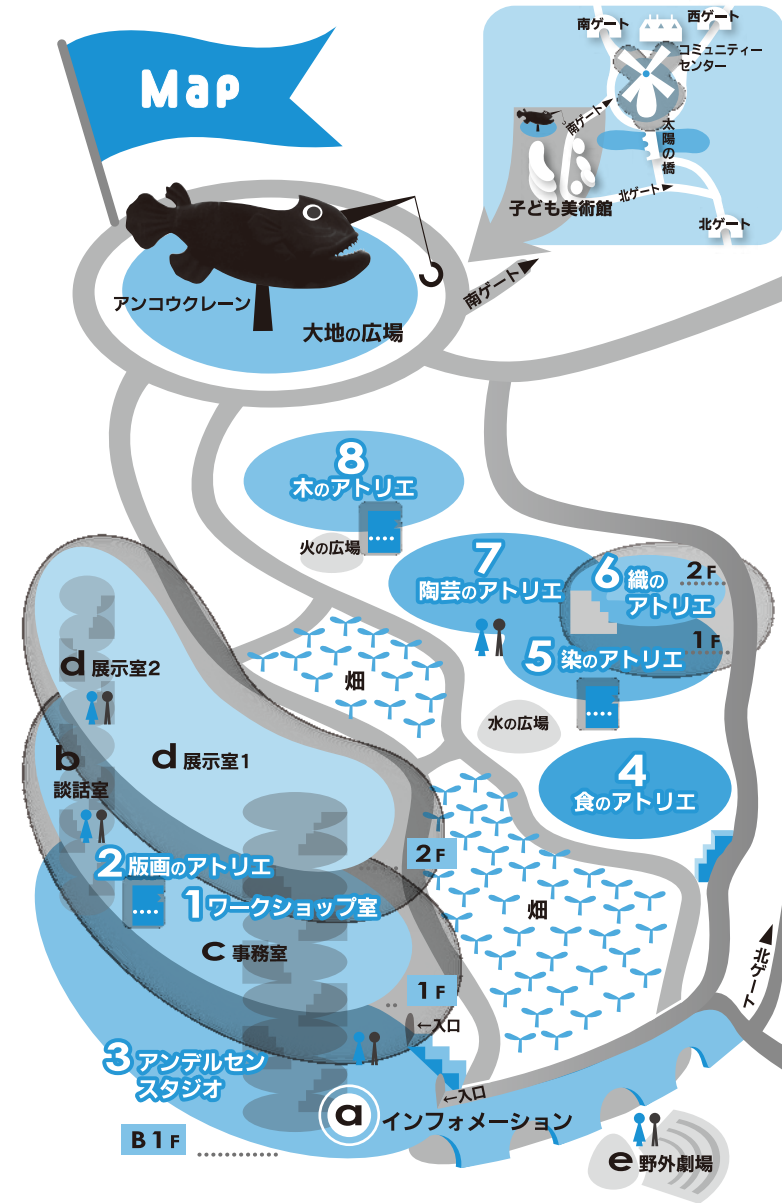 Map
南ゲート
西ゲート
コミュニティー
センター
南ゲート
太陽の橋
子ども美術館
北ゲート
北ゲート
アンコウクレーン
大地の広場
南ゲート
8
木のアトリエ
火の広場
7
陶芸のアトリエ
6 織の
アトリエ
2F
1F
5 染のアトリエ
畑
水の広場
4
食のアトリエ
d 展示室2
d 展示室1
b
談話室
2F
2 版画のアトリエ
1 ワークショップ室
畑
c 事務室
1F
←入口
北ゲート
3 アンデルセン
スタジオ
←入口
a インフォメーション
B1F
e 野外劇場